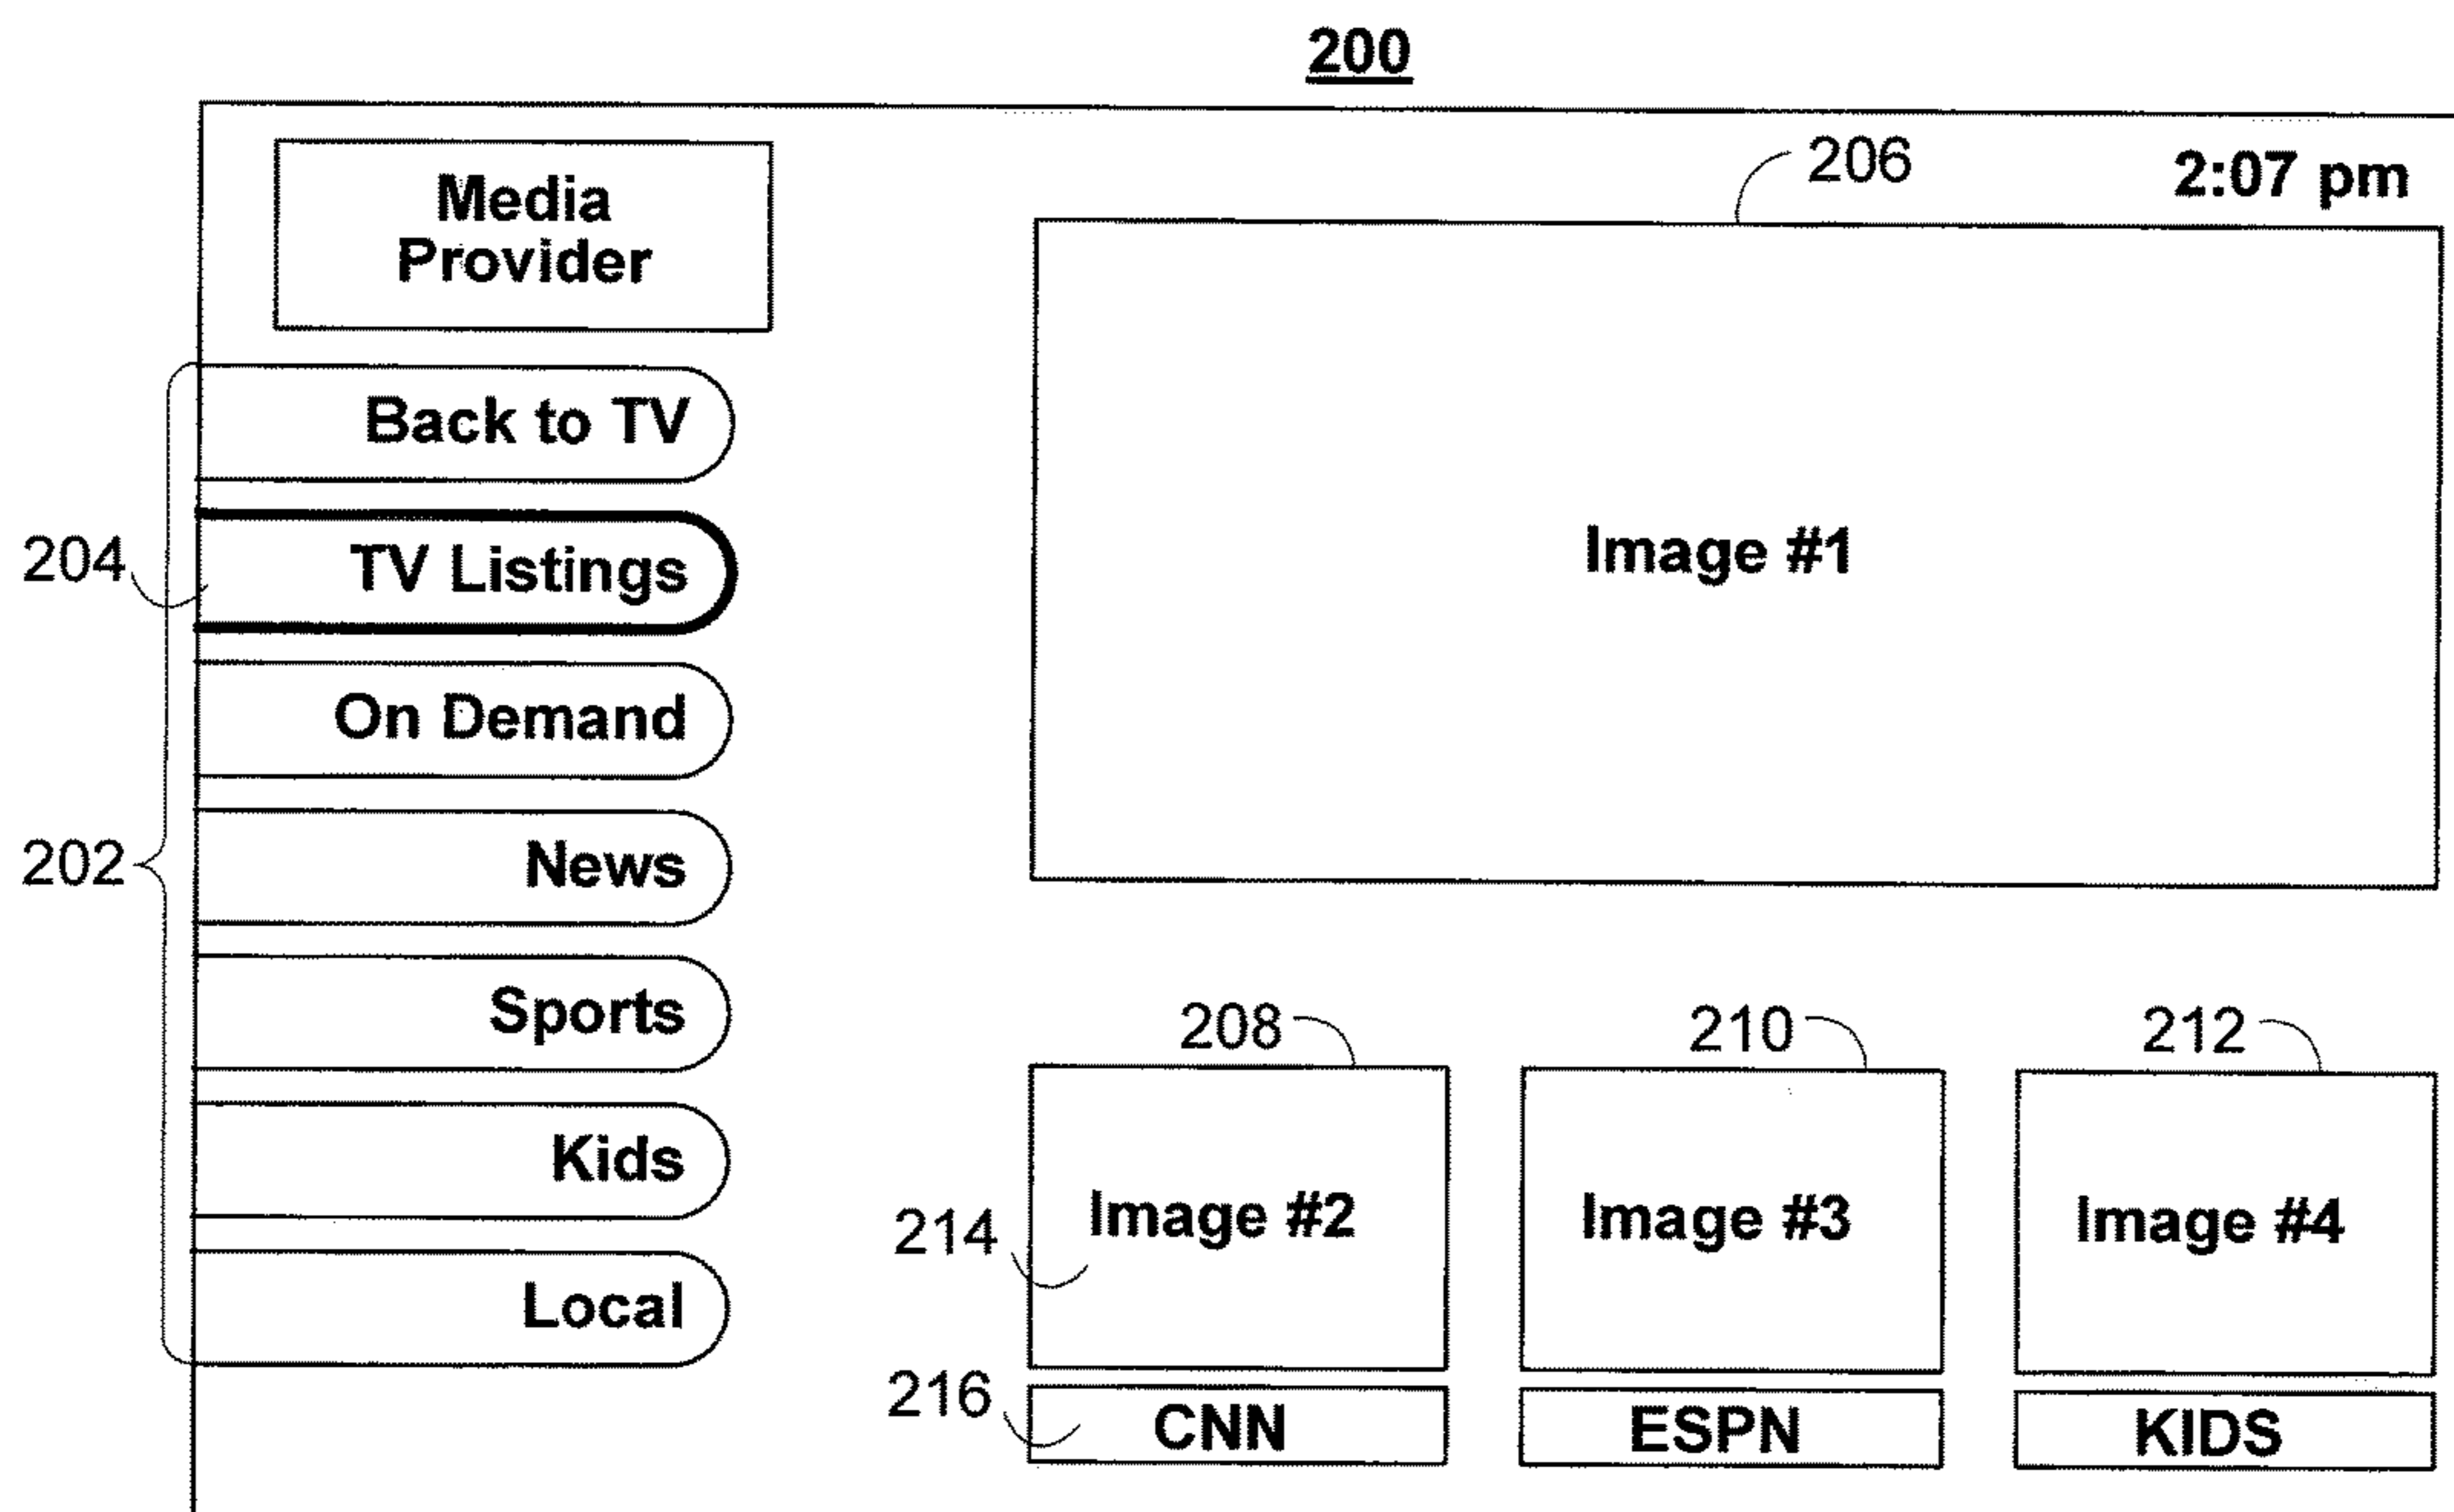 200
206
2:07 pm
Media
Provider
Back to TV
204
TV Listings
Image #1
On Demand
202
News
Sports
208
210
212
Kids
214
Image #2
Image #3
Image #4
Local
216
CNN
ESPN
KIDS